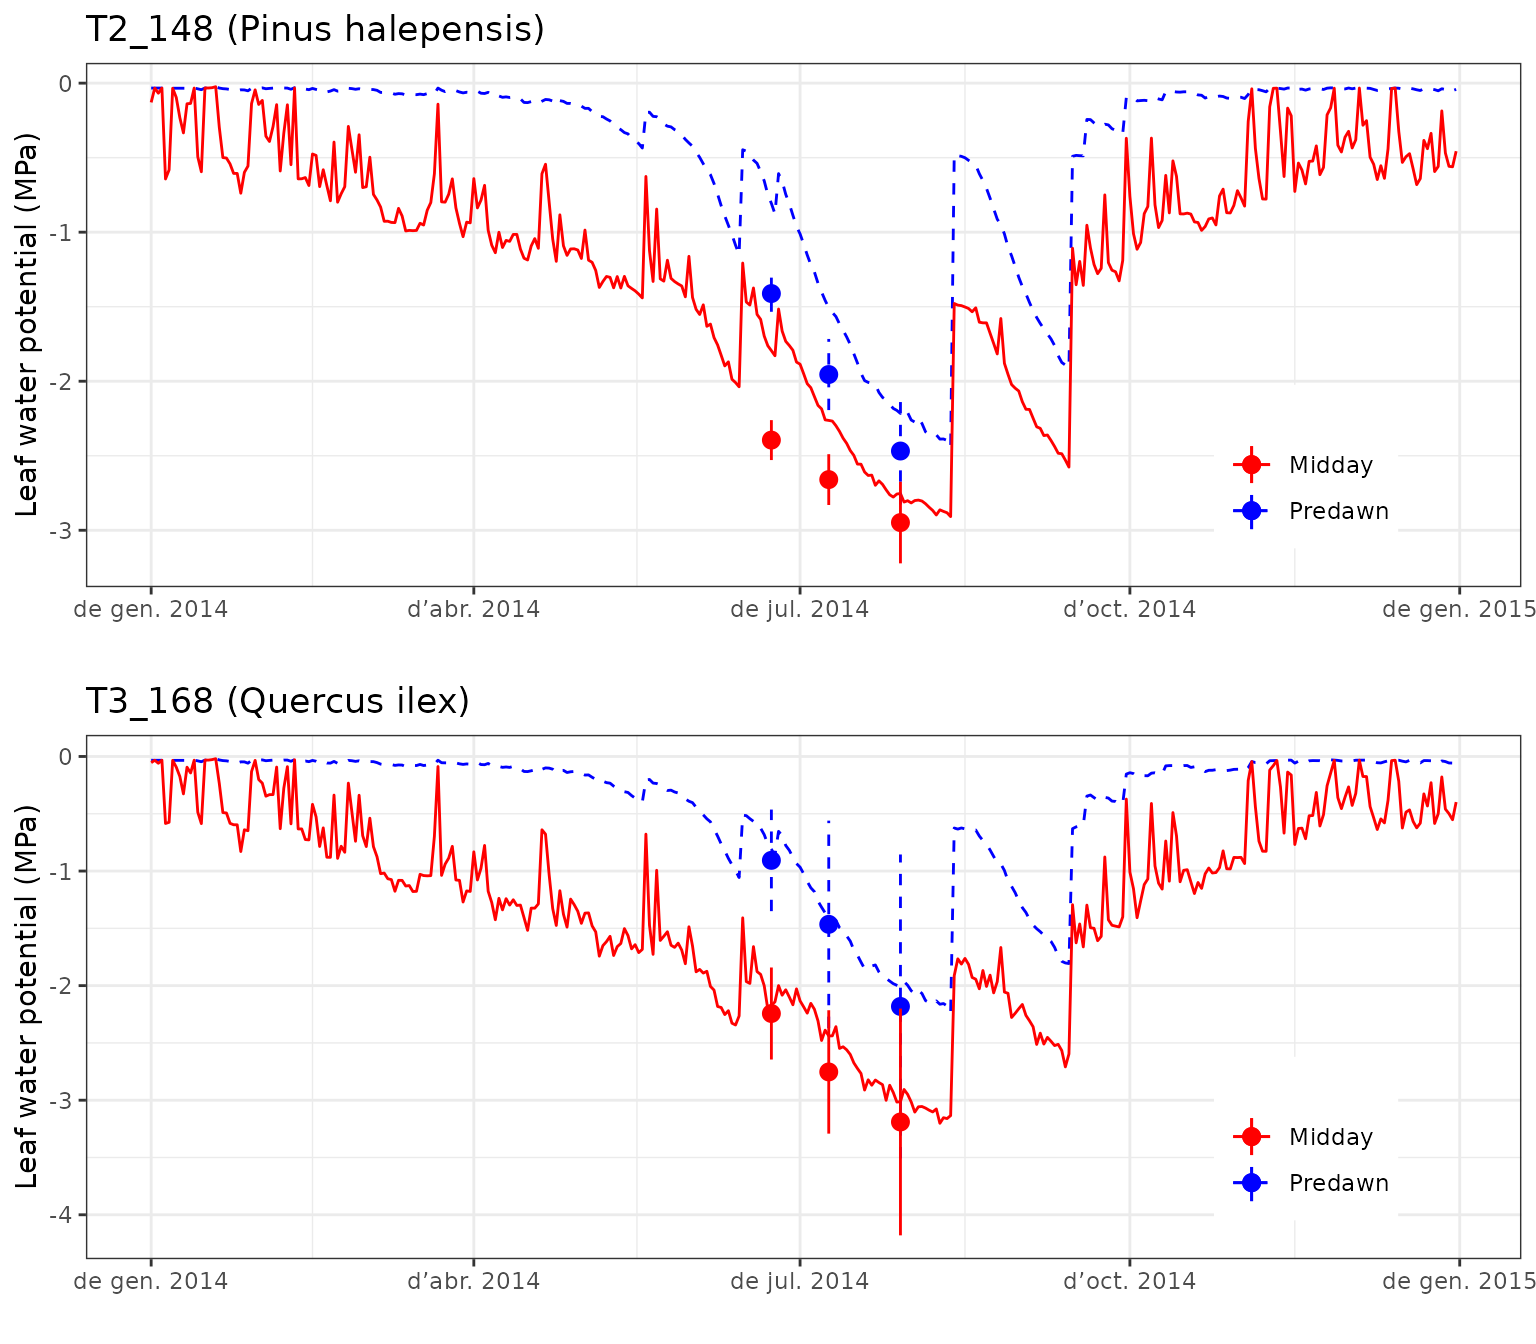 T2_148 (Pinus halepensis)
Leaf water potential (MPa)
0
-1
-2
-3
Midday
Predawn
de gen. 2014 d’abr. 2014 de jul. 2014 d’oct. 2014 de gen. 2015
T3_168 (Quercus ilex)
Leaf water potential (MPa)
0
-1
-2
-3
-4
Midday
Predawn
de gen. 2014 d’abr. 2014 de jul. 2014 d’oct. 2014 de gen. 2015